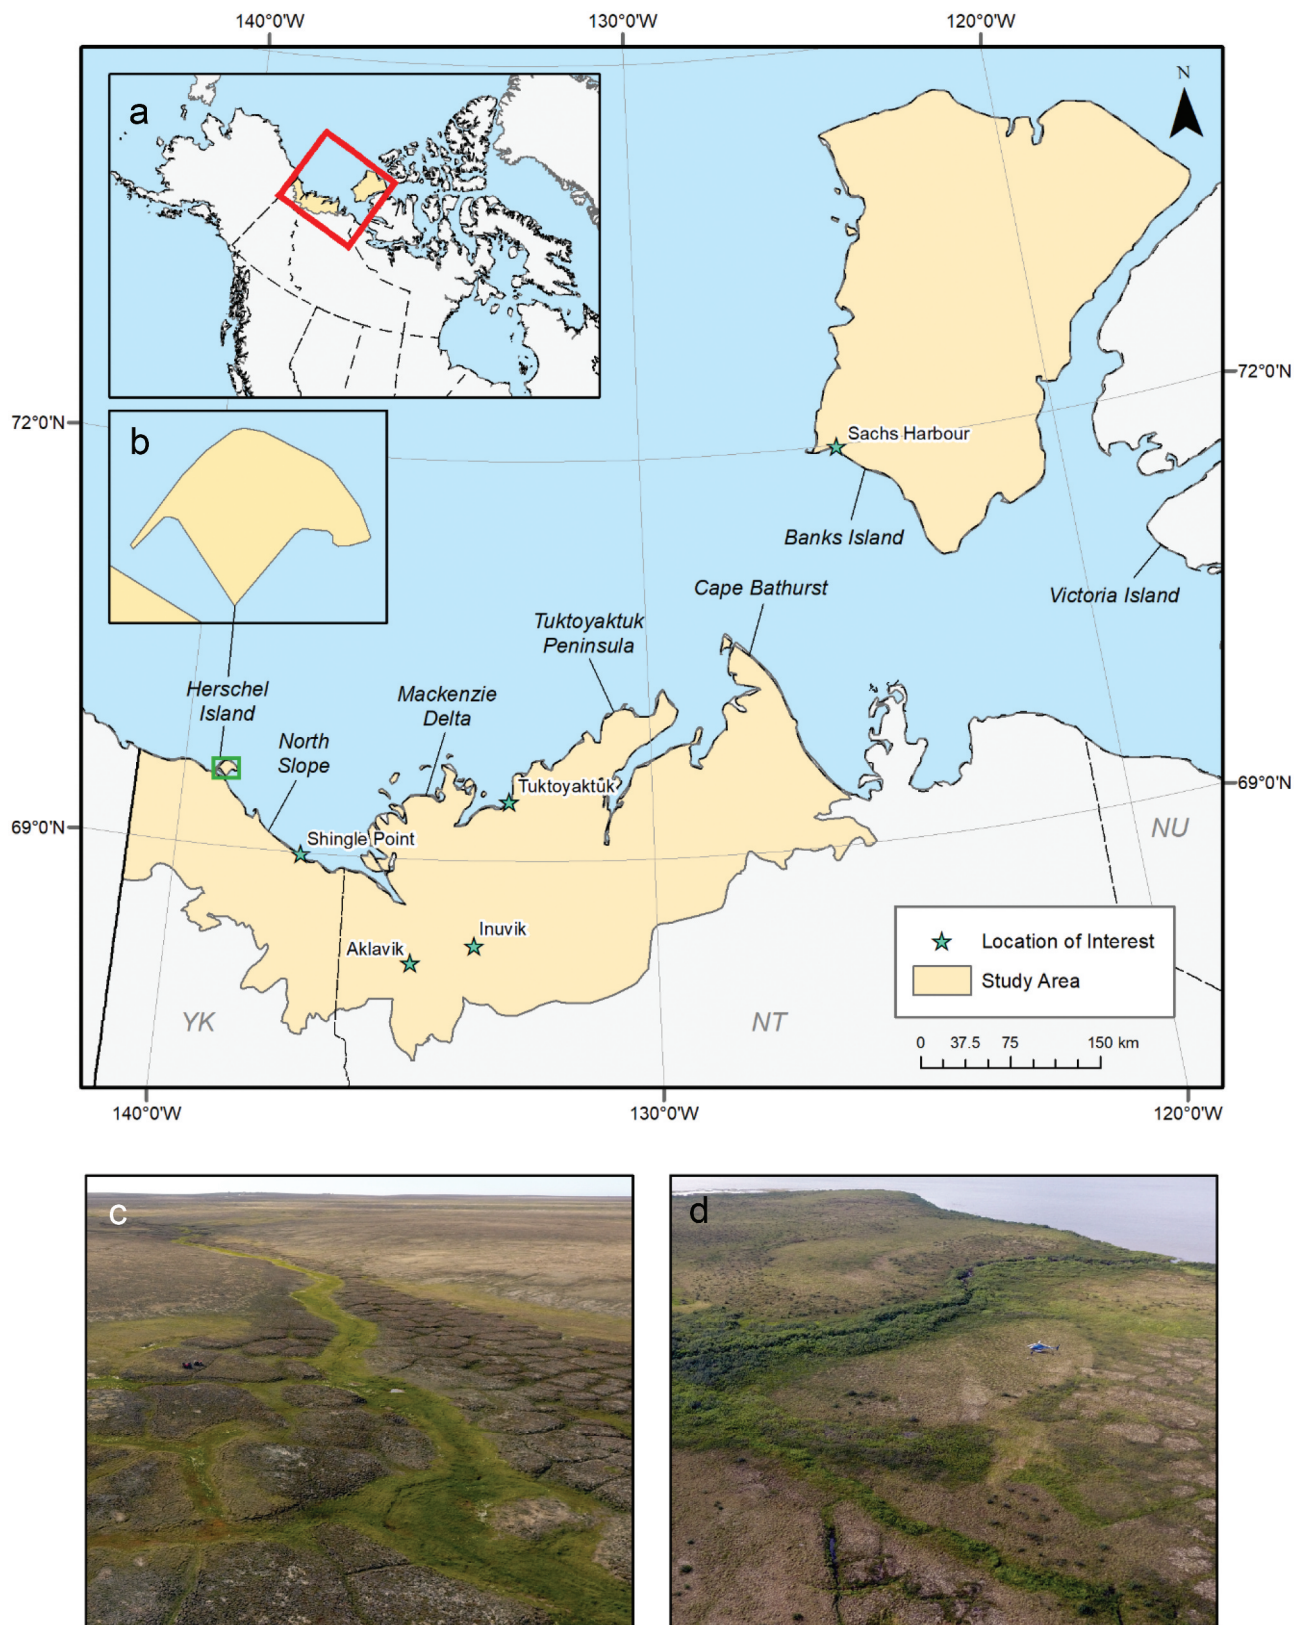 140°0'W
130°0'W
120°0'W
N
a
72°0'N
72°0'N
b
Sachs Harbour
Banks Island
Cape Bathurst
Victoria Island
Tuktoyaktuk
Peninsula
Herschel
Island
Mackenzie
Delta
North
Slope
Tuktoyaktuk
69°0'N
69°0'N
Shingle Point
NU
Inuvik
Aklavik
Location of Interest
Study Area
YK
NT
0 37.5 75 150 km
140°0'W
130°0'W
120°0'W
c
d